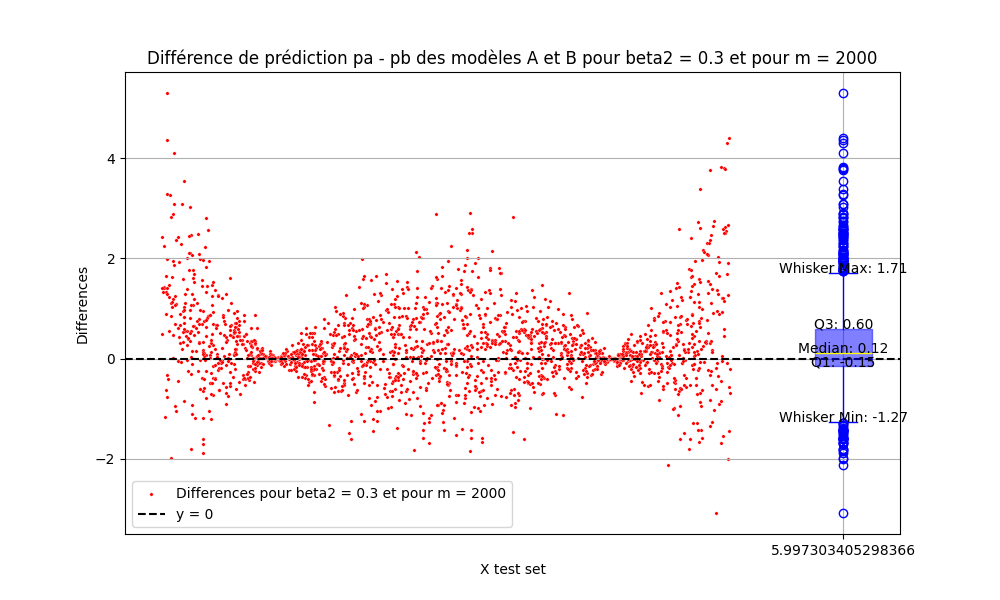 Différence de prédiction pa - pb des modèles A et B pour beta2 = 0.3 et pour m = 2000
Differences
4
2
0
−2
Whisker Max: 1.71
Q3: 0.60
Median: 0.12
Q1: -0.15
Whisker Min: -1.27
Differences pour beta2 = 0.3 et pour m = 2000
y = 0
5.997303405298366
X test set